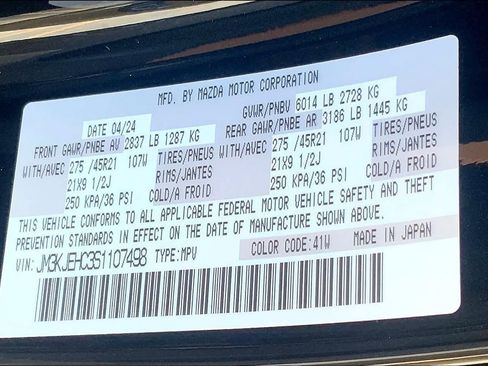 MFD. BY MAZDA MOTOR CORPORATION
DATE 04/24 GVWR/PNBV 6014 LB 2728 KG
FRONT GAWR/PNBE AV 2837 LB 1287 KG REAR GAWR/PNBE AR 3186 LB 1445 KG
WITH/AVEC 275 /45R21 107W TIRES/PNEUS WITH/AVEC 275 /45R21 107W TIRES/PNEUS
21X9 1/2J RIMS/JANTES 21X9 1/2J RIMS/JANTES
250 KPA/36 PSI COLD/A FROID 250 KPA/36 PSI COLD/A FROID
THIS VEHICLE CONFORMS TO ALL APPLICABLE FEDERAL MOTOR VEHICLE SAFETY AND THEFT
PREVENTION STANDARDS IN EFFECT ON THE DATE OF MANUFACTURE SHOWN ABOVE.
VIN: JM3KJEHC3S1107498 TYPE:MPV COLOR CODE:41W MADE IN JAPAN